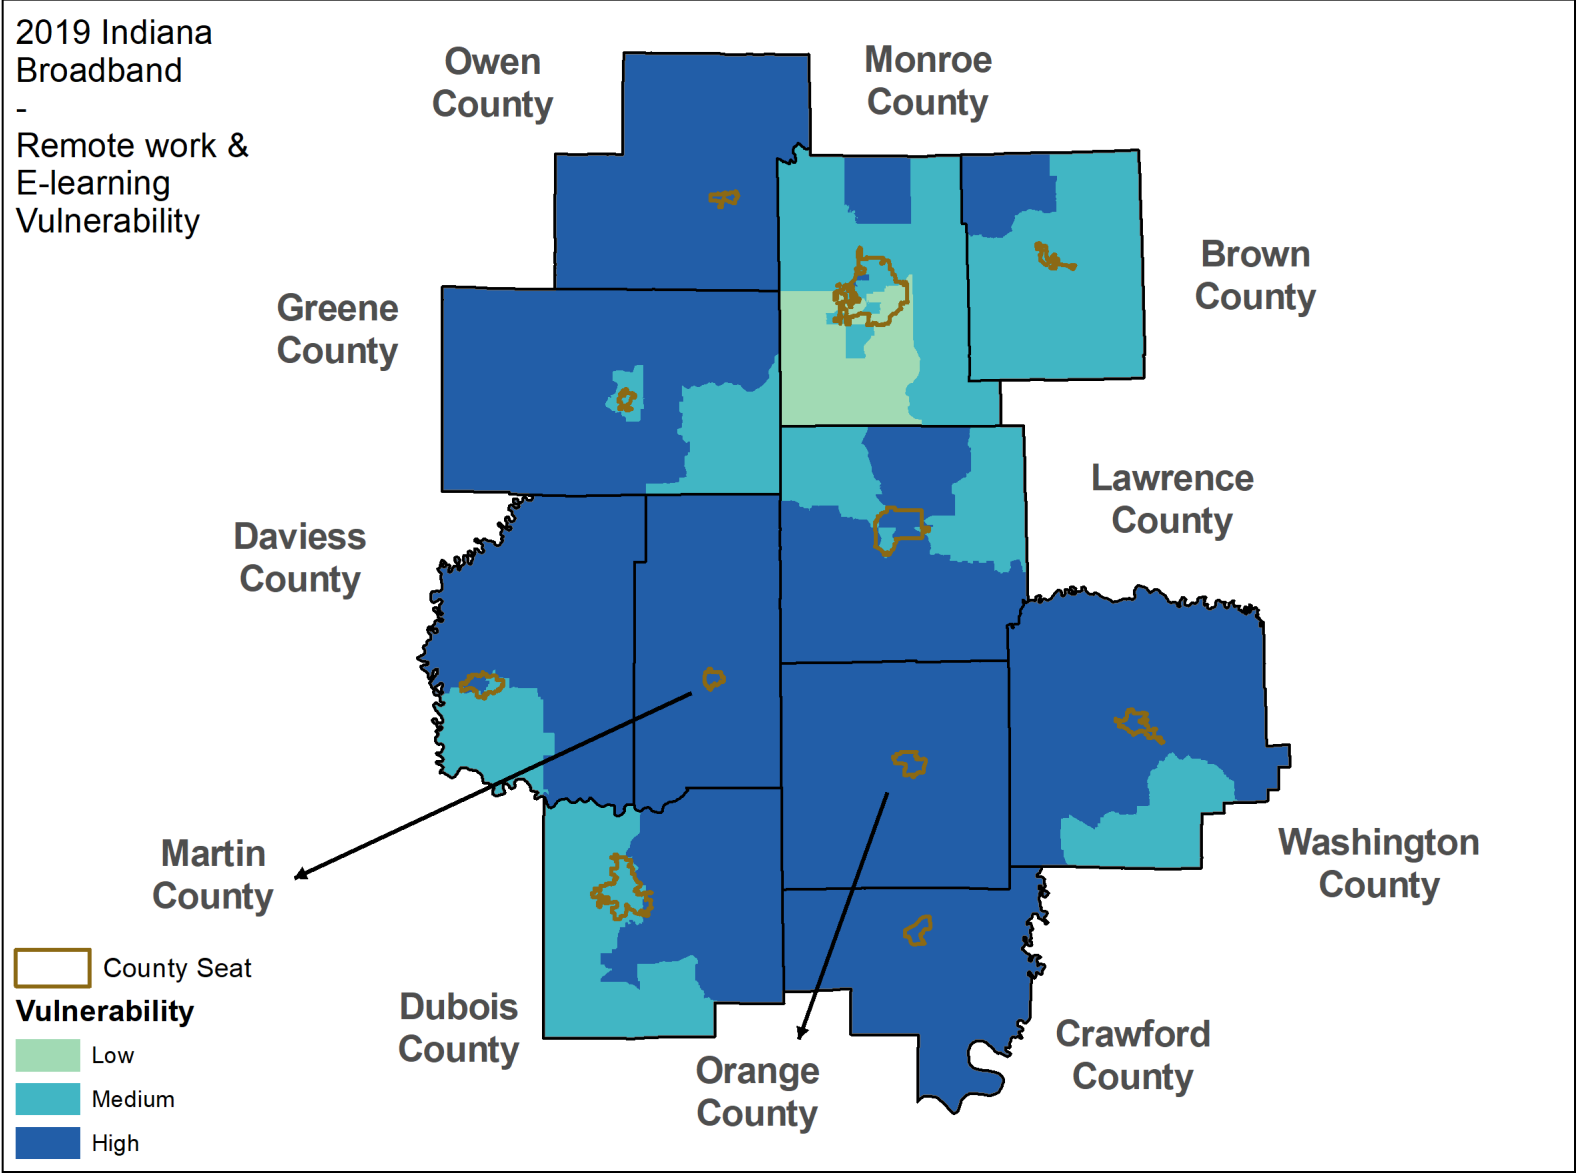 2019 Indiana
Broadband
-
Remote work &
E-learning
Vulnerability
Owen
County
Monroe
County
Brown
County
Greene
County
Lawrence
County
Daviess
County
Martin
County
Washington
County
Dubois
County
Orange
County
Crawford
County
County Seat
Vulnerability
Low
Medium
High